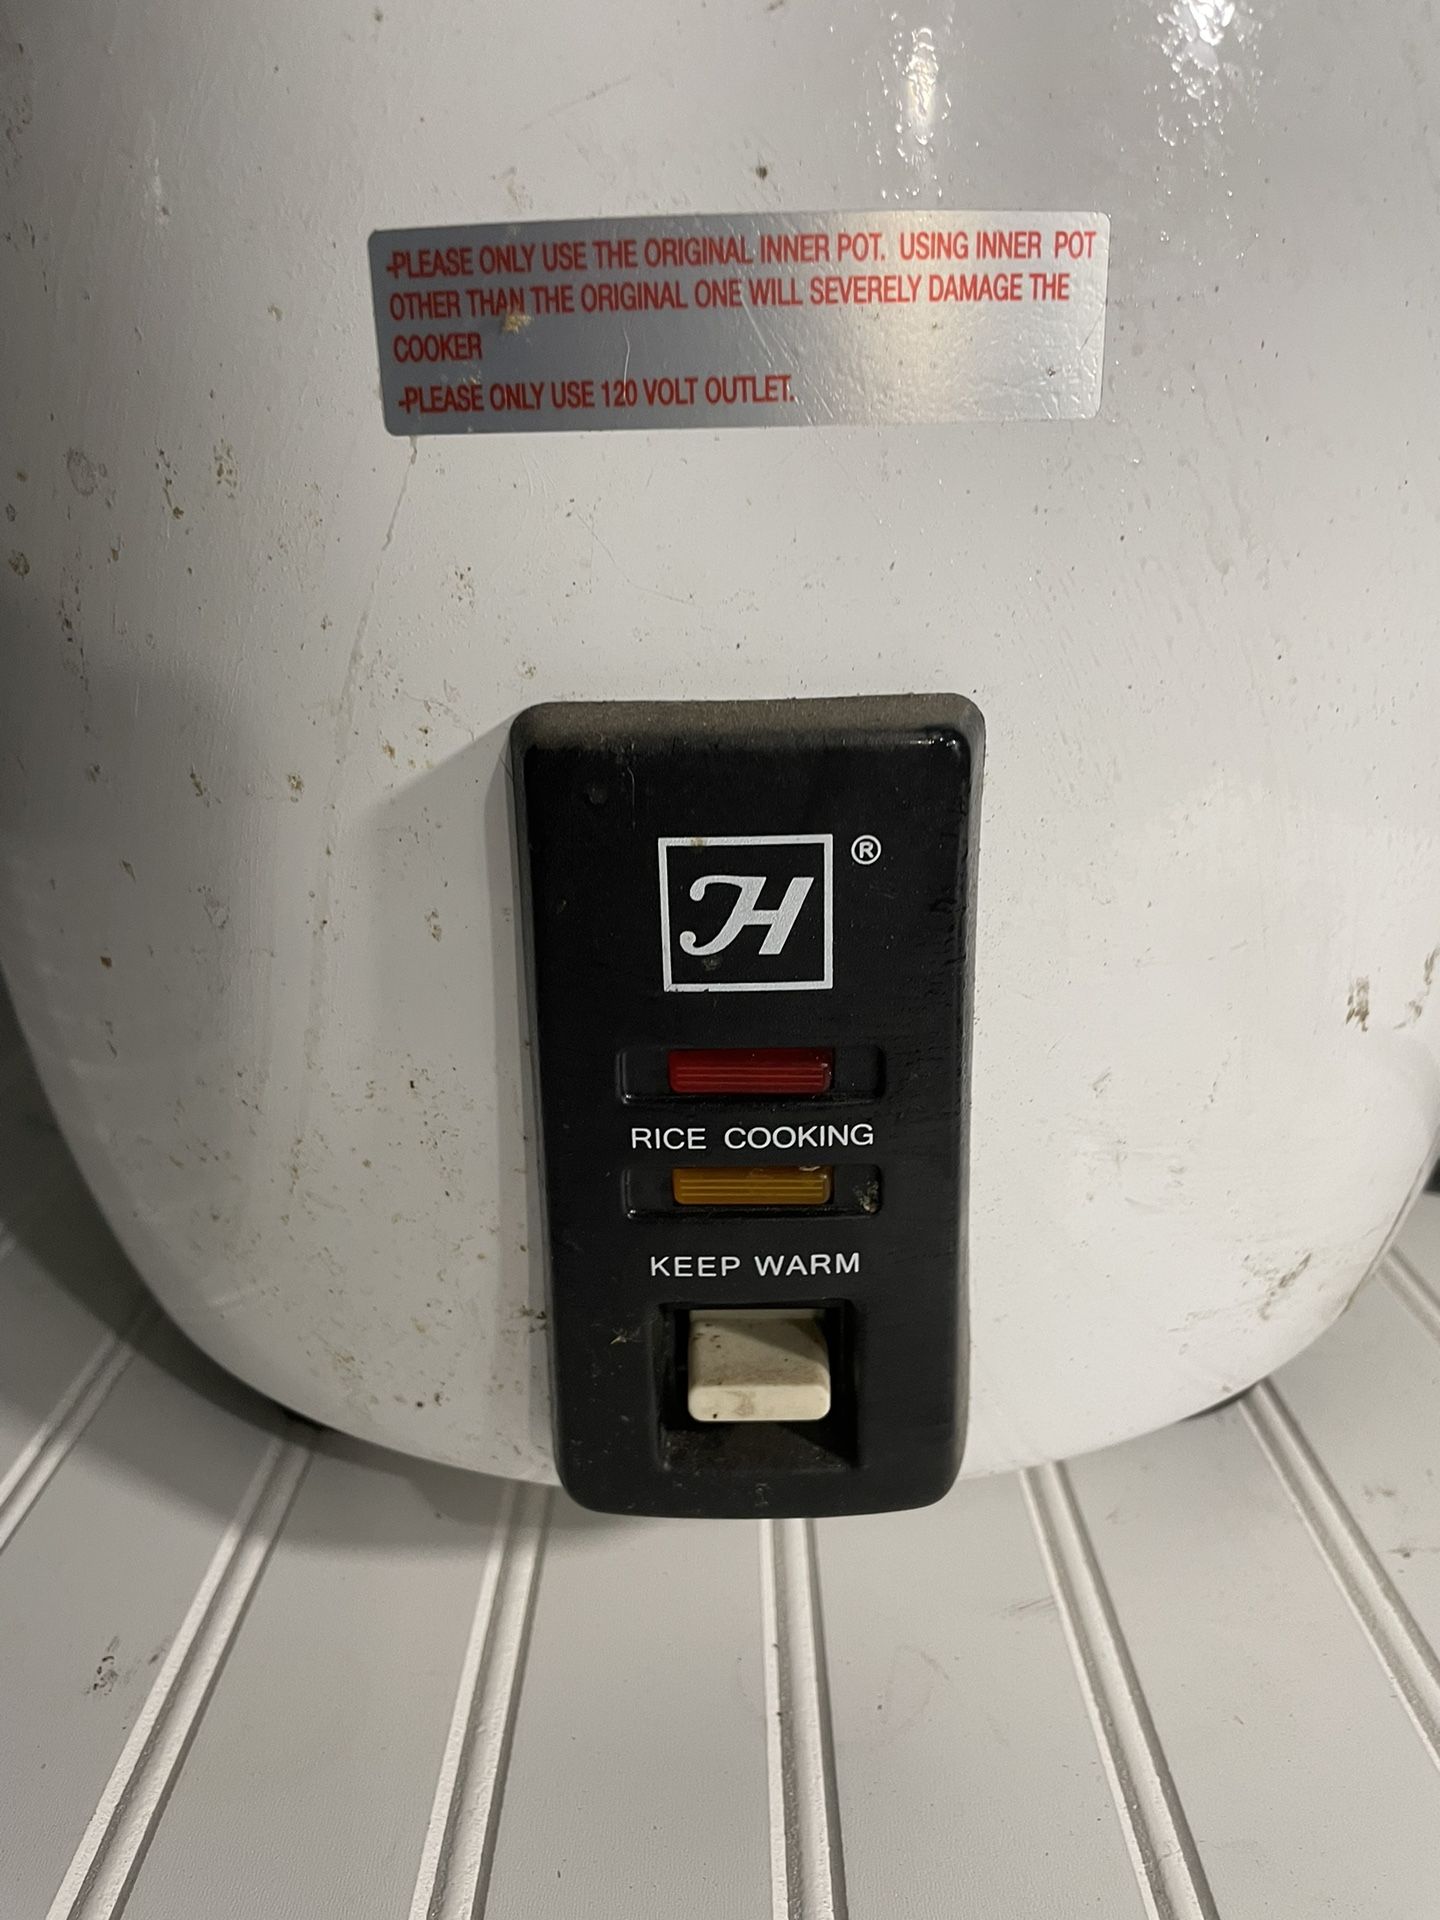 -PLEASE ONLY USE THE ORIGINAL INNER POT. USING INNER POT
OTHER THAN THE ORIGINAL ONE WILL SEVERELY DAMAGE THE
COOKER
-PLEASE ONLY USE 120 VOLT OUTLET.
H ®
RICE COOKING
KEEP WARM